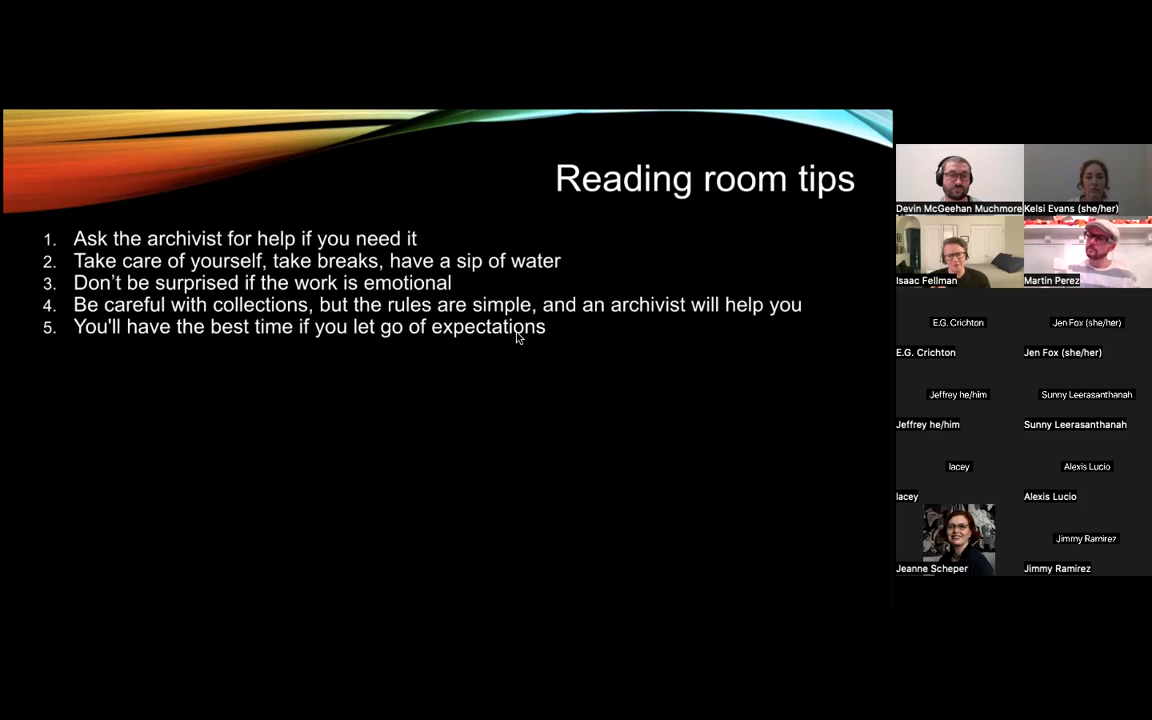 Reading room tips
1. Ask the archivist for help if you need it
2. Take care of yourself, take breaks, have a sip of water
3. Don’t be surprised if the work is emotional
4. Be careful with collections, but the rules are simple, and an archivist will help you
5. You'll have the best time if you let go of expectations
Devin McGeehan Muchmore
Kelsi Evans (she/her)
Isaac Fellman
Martin Perez
E.G. Crichton
Jen Fox (she/her)
E.G. Crichton
Jen Fox (she/her)
Jeffrey he/him
Sunny Leerasanthanah
Jeffrey he/him
Sunny Leerasanthanah
lacey
Alexis Lucio
lacey
Alexis Lucio
Jimmy Ramirez
Jeanne Scheper
Jimmy Ramirez